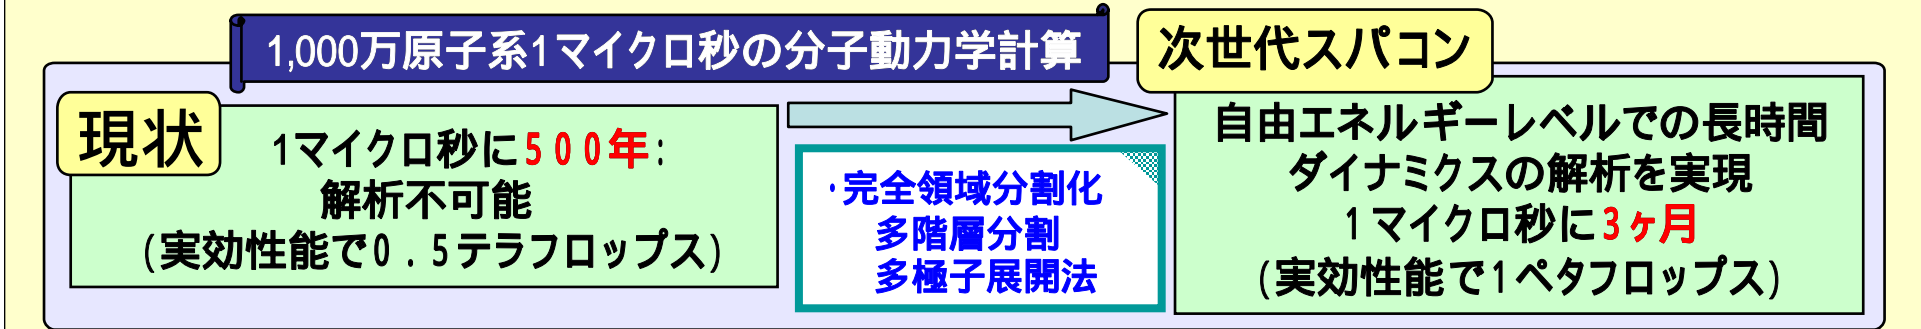 1,000万原子系1マイクロ秒の分子動力学計算
次世代スパコン
現状
1マイクロ秒に500年:
解析不可能
(実効性能で0.5テラフロップス)
・完全領域分割化
多階層分割
多極子展開法
自由エネルギーレベルでの長時間
ダイナミクスの解析を実現
1マイクロ秒に3ヶ月
(実効性能で1ペタフロップス)